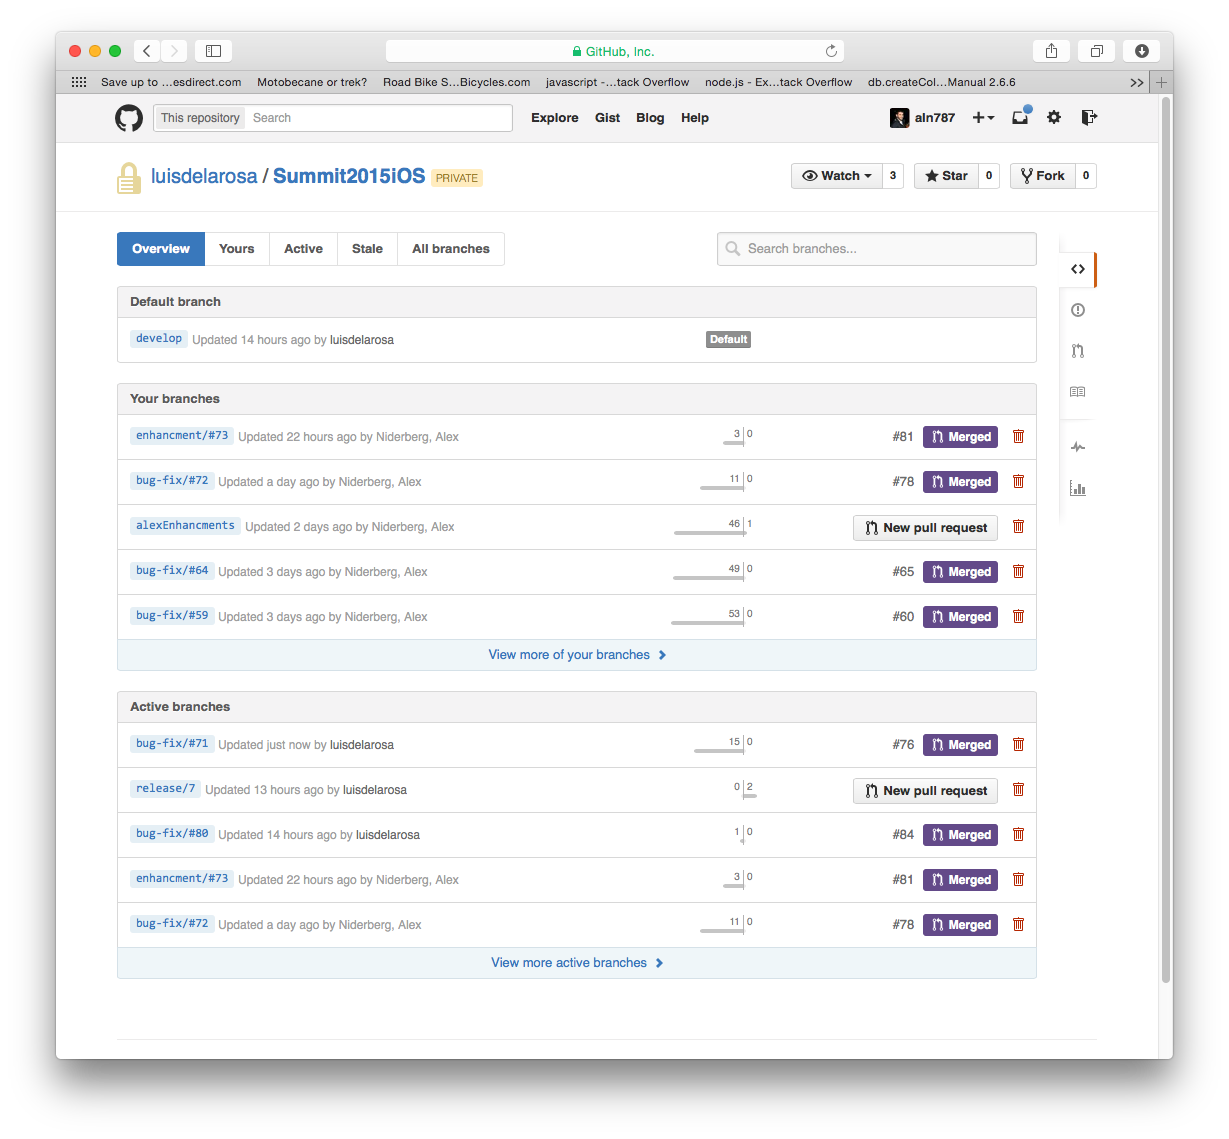 GitHub, Inc.
Save up to ...esdirect.com Motobecane or trek? Road Bike S...Bicycles.com javascript -...tack Overflow node.js - Ex...tack Overflow db.createCol...Manual 2.6.6 >>
This repository Search Explore Gist Blog Help aln787
luisdelarosa / Summit2015iOS PRIVATE Watch 3 Star 0 Fork 0
Overview Yours Active Stale All branches Search branches...
Default branch
develop Updated 14 hours ago by luisdelarosa Default
Your branches
enhancment/#73 Updated 22 hours ago by Niderberg, Alex 3 0 #81 Merged
bug-fix/#72 Updated a day ago by Niderberg, Alex 11 0 #78 Merged
alexEnhancments Updated 2 days ago by Niderberg, Alex 46 1 New pull request
bug-fix/#64 Updated 3 days ago by Niderberg, Alex 49 0 #65 Merged
bug-fix/#59 Updated 3 days ago by Niderberg, Alex 53 0 #60 Merged
View more of your branches
Active branches
bug-fix/#71 Updated just now by luisdelarosa 15 0 #76 Merged
release/7 Updated 13 hours ago by luisdelarosa 0 2 New pull request
bug-fix/#80 Updated 14 hours ago by luisdelarosa 1 0 #84 Merged
enhancment/#73 Updated 22 hours ago by Niderberg, Alex 3 0 #81 Merged
bug-fix/#72 Updated a day ago by Niderberg, Alex 11 0 #78 Merged
View more active branches